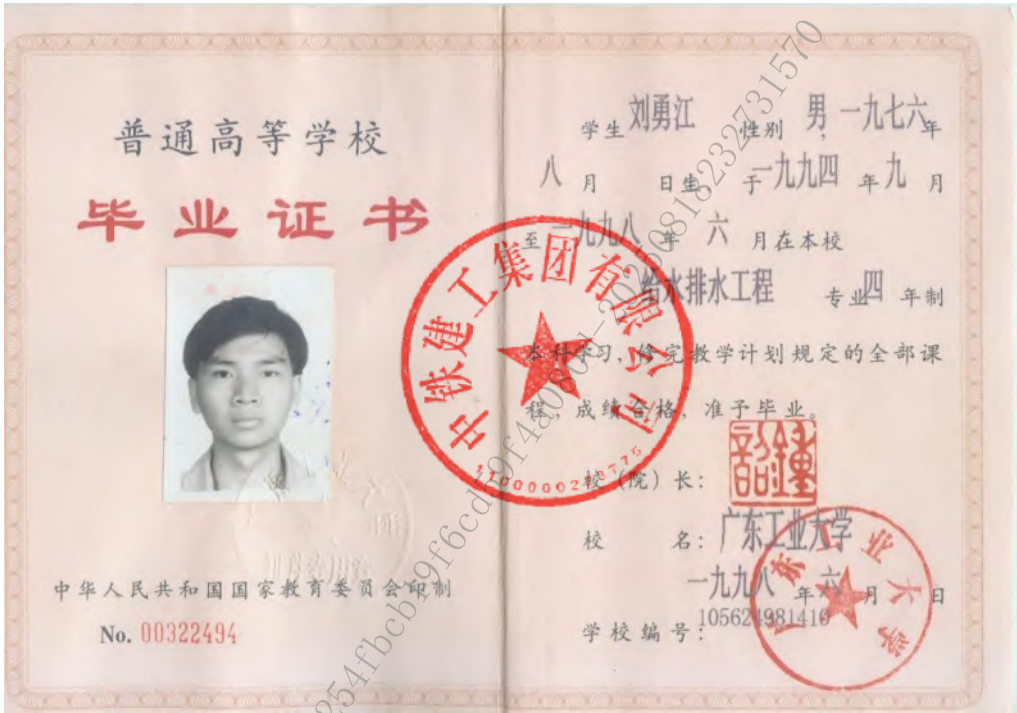 普通高等学校
毕业证书
中华人民共和国国家教育委员会印制
No. 00322494
学生 刘勇江 性别 男，一九七六年
八月 日生 于一九九四年九月
至一九九八年 六 月在本校
给水排水工程 专业四年制
本科学习，修完教学计划规定的全部课
程，成绩合格，准予毕业。
校（院）长：
校 名：广东工业大学
一九九八年六月 日
学校编号：105624981410
中铁建工集团有限公司
广东工业大学